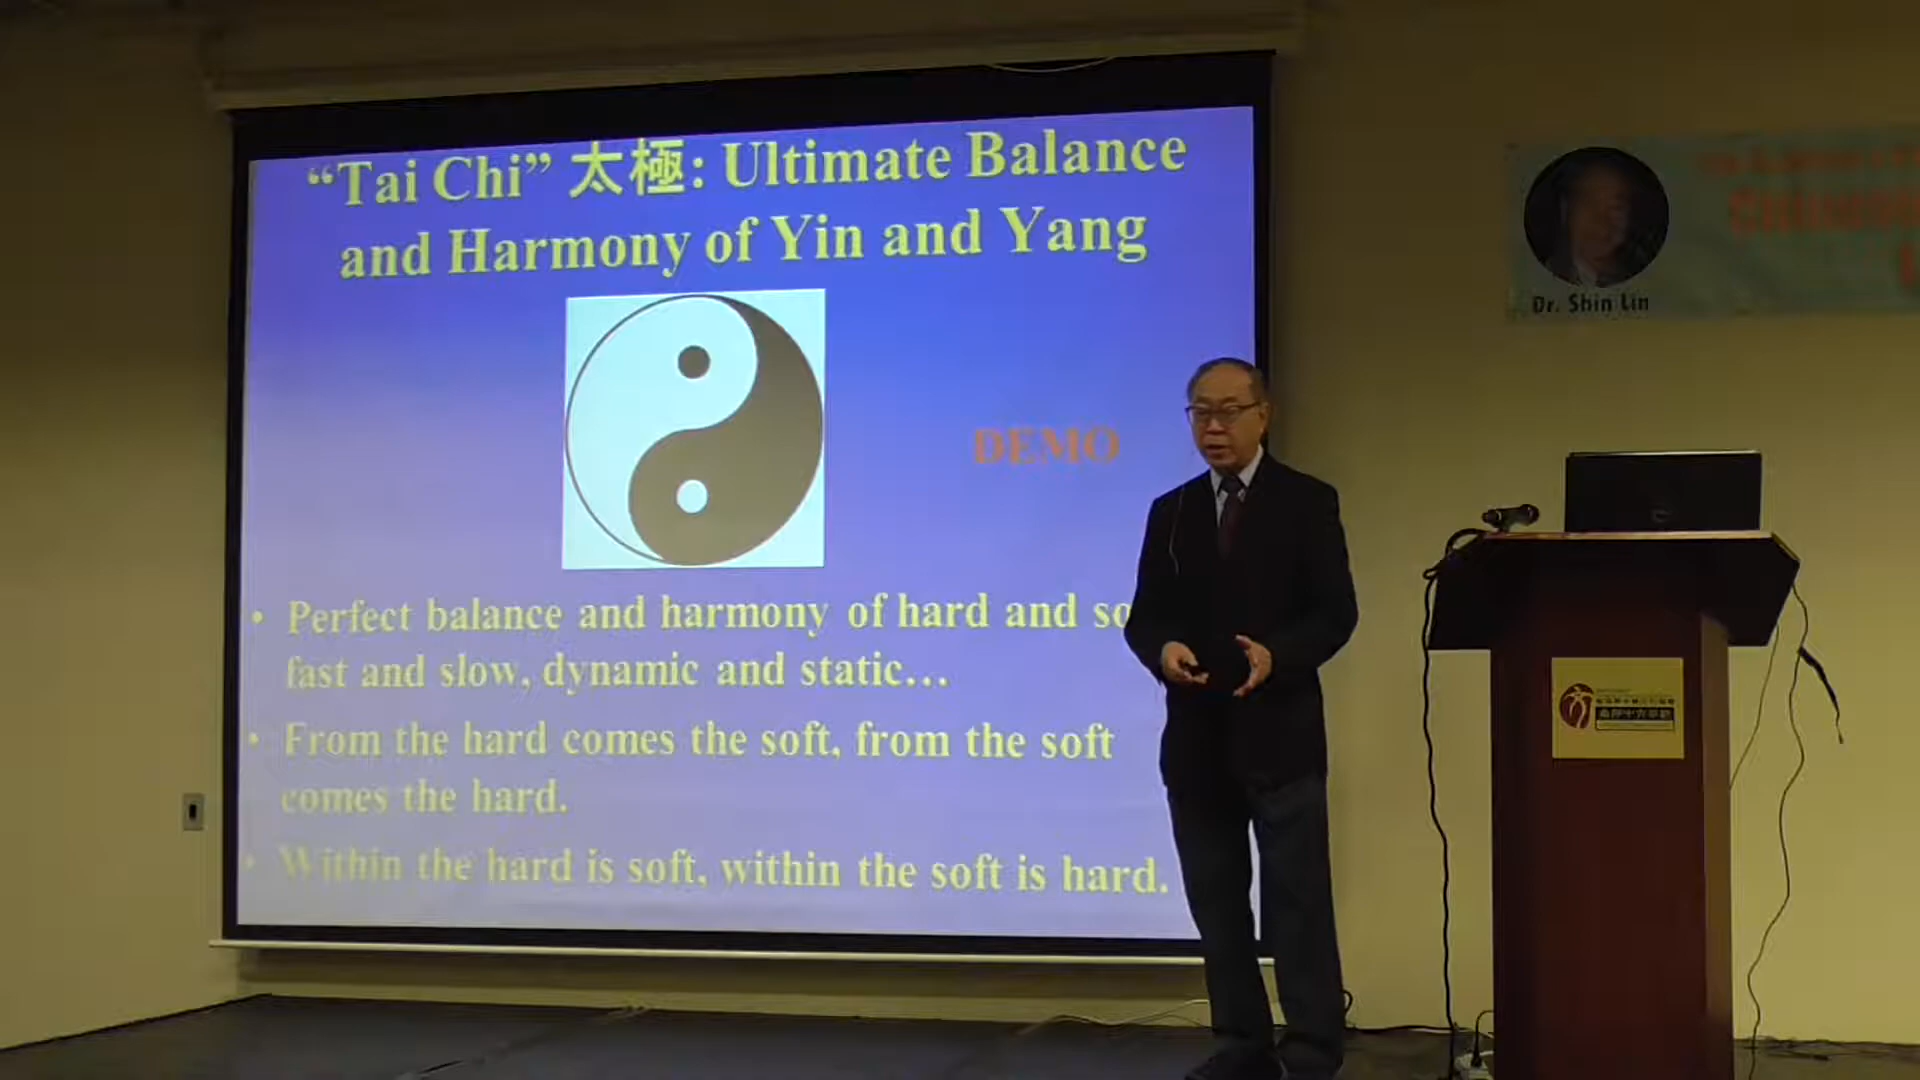 “Tai Chi” 太極: Ultimate Balance
and Harmony of Yin and Yang
DEMO
• Perfect balance and harmony of hard and so
fast and slow, dynamic and static…
• From the hard comes the soft, from the soft
comes the hard.
• Within the hard is soft, within the soft is hard.
Dr. Shin Lin